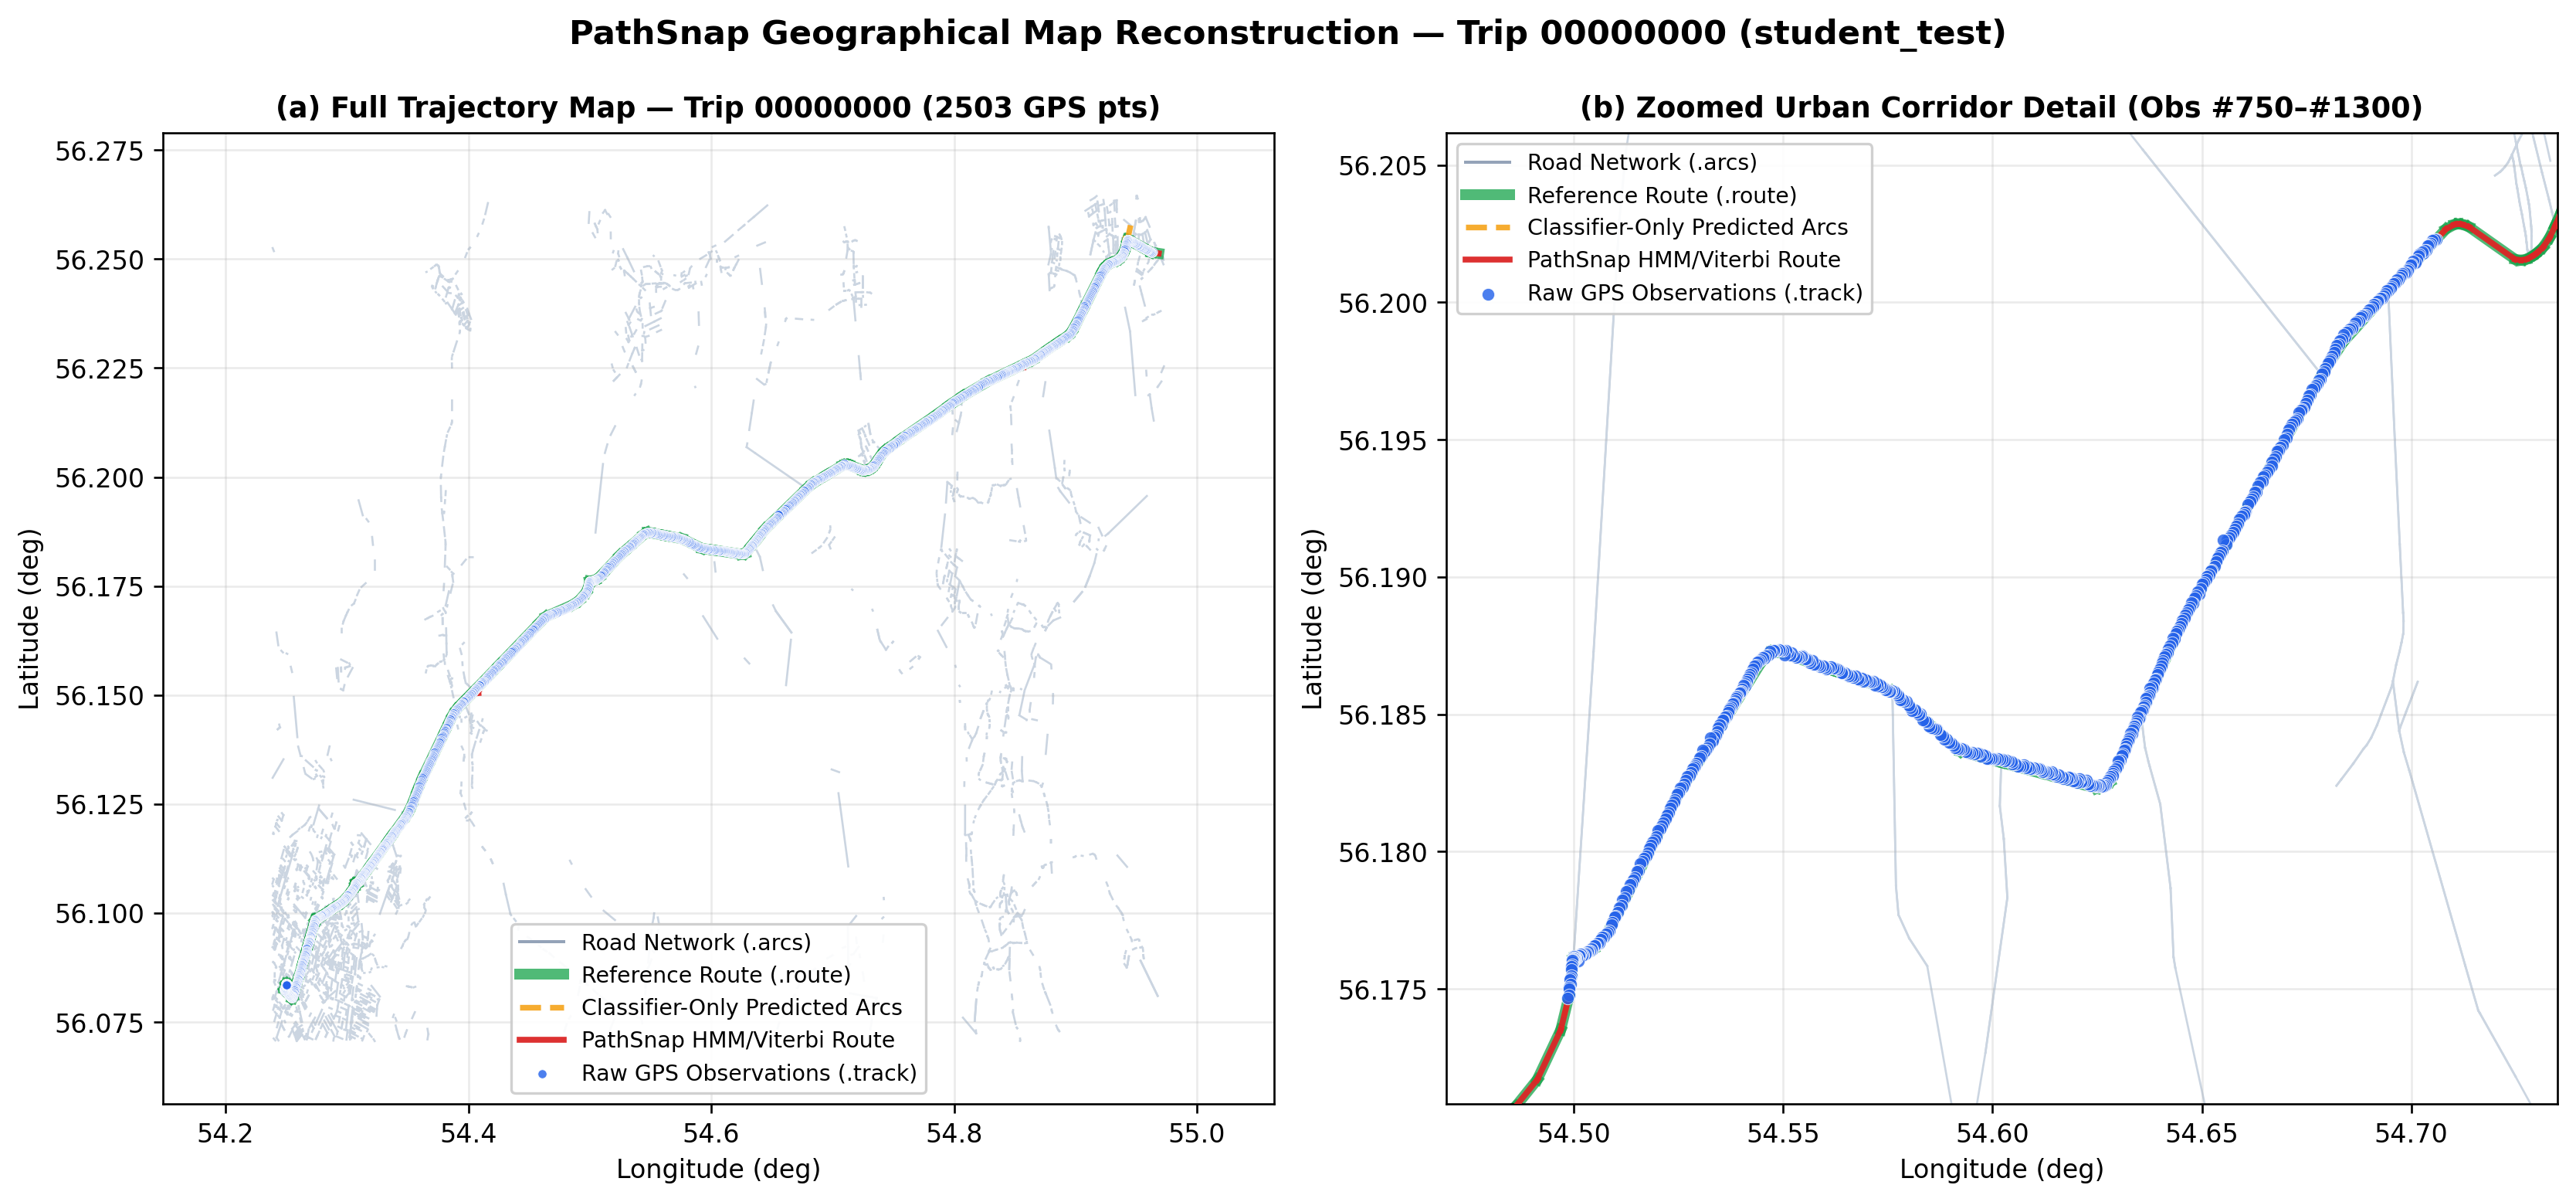 PathSnap Geographical Map Reconstruction — Trip 00000000 (student_test)
(a) Full Trajectory Map — Trip 00000000 (2503 GPS pts)
56.275
56.250
56.225
56.200
56.175
56.150
56.125
56.100
56.075
Latitude (deg)
54.2
54.4
54.6
54.8
55.0
Longitude (deg)
Road Network (.arcs)
Reference Route (.route)
Classifier-Only Predicted Arcs
PathSnap HMM/Viterbi Route
Raw GPS Observations (.track)
(b) Zoomed Urban Corridor Detail (Obs #750–#1300)
Road Network (.arcs)
Reference Route (.route)
Classifier-Only Predicted Arcs
PathSnap HMM/Viterbi Route
Raw GPS Observations (.track)
56.205
56.200
56.195
56.190
56.185
56.180
56.175
Latitude (deg)
54.50
54.55
54.60
54.65
54.70
Longitude (deg)